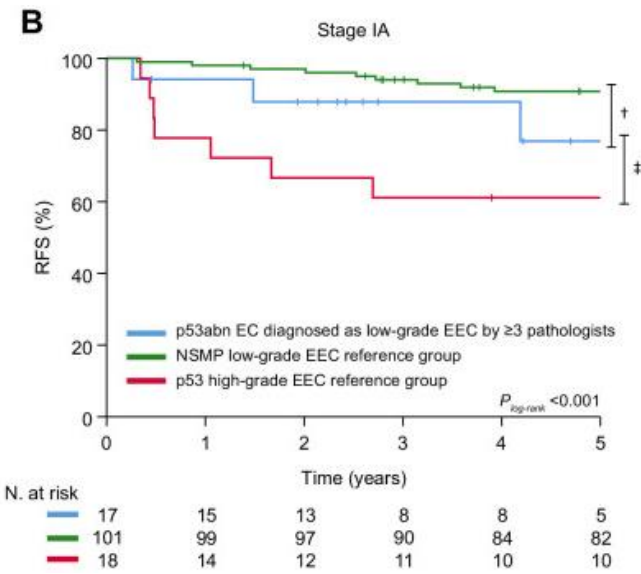 B
Stage IA
100
80
60
40
20
0
RFS (%)
†
‡
p53abn EC diagnosed as low-grade EEC by ≥3 pathologists
NSMP low-grade EEC reference group
p53 high-grade EEC reference group
P log-rank <0.001
0 1 2 3 4 5
Time (years)
N. at risk
17 15 13 8 8 5
101 99 97 90 84 82
18 14 12 11 10 10